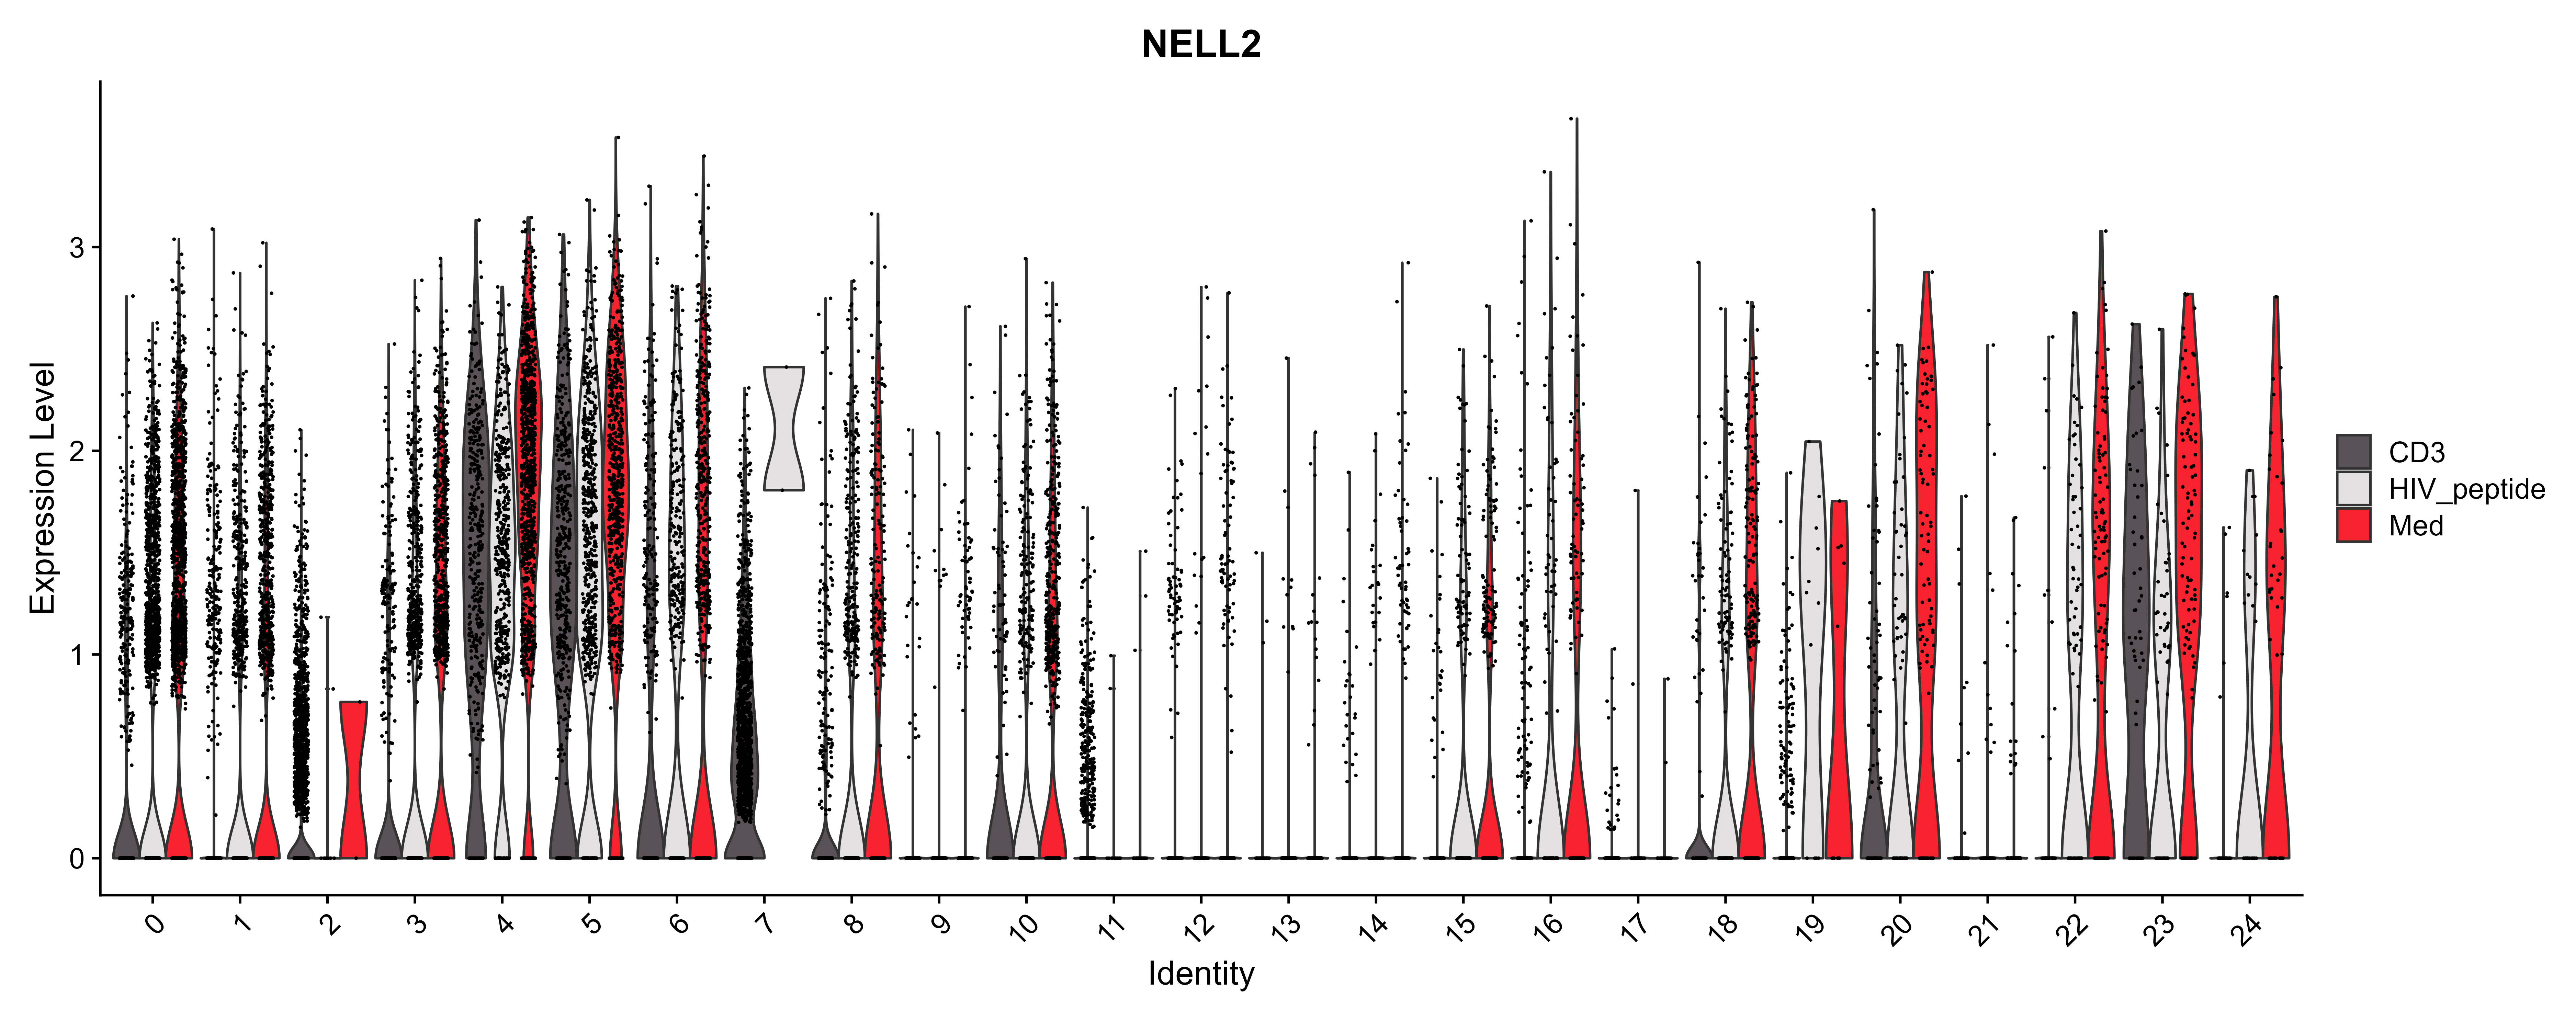 NELL2
Expression Level
3
2
1
0
0 1 2 3 4 5 6 7 8 9 10 11 12 13 14 15 16 17 18 19 20 21 22 23 24
Identity
CD3
HIV_peptide
Med